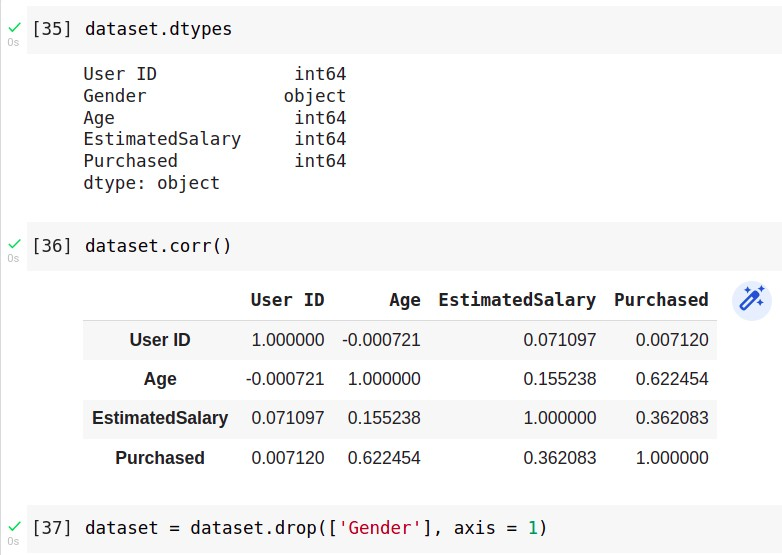 [35] dataset.dtypes
0s
User ID int64
Gender object
Age int64
EstimatedSalary int64
Purchased int64
dtype: object
[36] dataset.corr()
0s
User ID Age EstimatedSalary Purchased
User ID 1.000000 -0.000721 0.071097 0.007120
Age -0.000721 1.000000 0.155238 0.622454
EstimatedSalary 0.071097 0.155238 1.000000 0.362083
Purchased 0.007120 0.622454 0.362083 1.000000
[37] dataset = dataset.drop(['Gender'], axis = 1)
0s